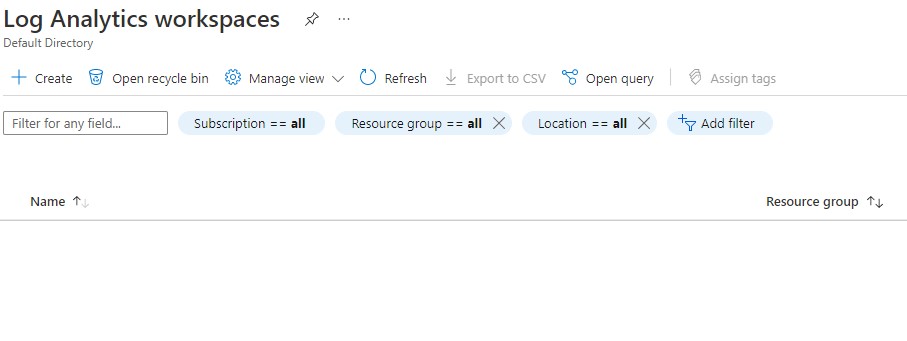 Log Analytics workspaces
Default Directory
Create Open recycle bin Manage view Refresh Export to CSV Open query Assign tags
Filter for any field... Subscription == all Resource group == all Location == all Add filter
Name Resource group